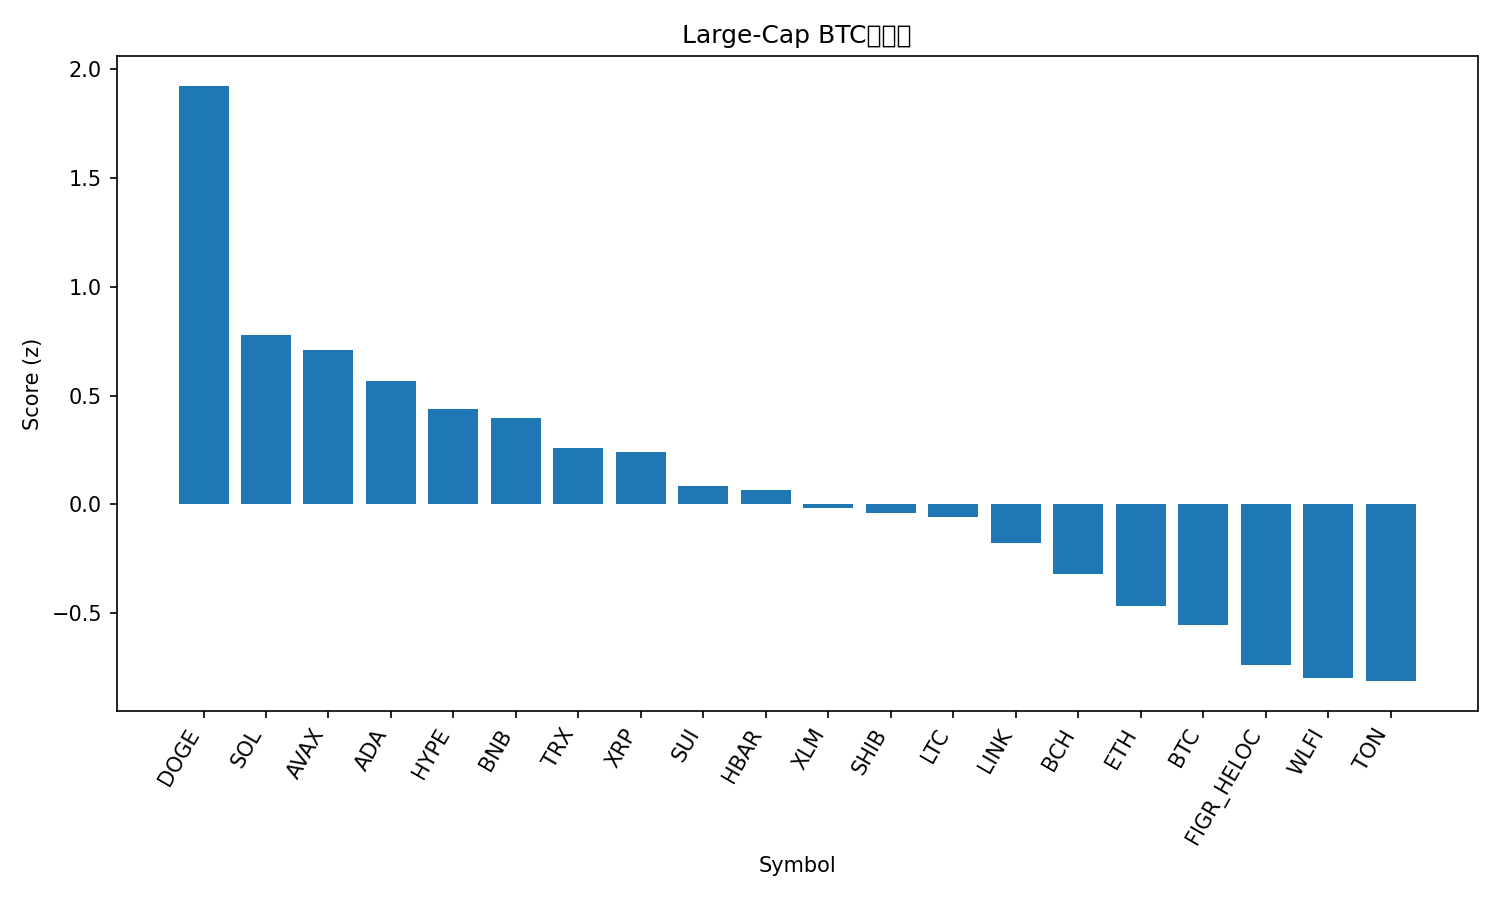 Large-Cap BTC
2.0
1.5
1.0
0.5
0.0
−0.5
Score (z)
DOGE
SOL
AVAX
ADA
HYPE
BNB
TRX
XRP
SUI
HBAR
XLM
SHIB
LTC
LINK
BCH
ETH
BTC
FIGR_HELOC
WLFI
TON
Symbol